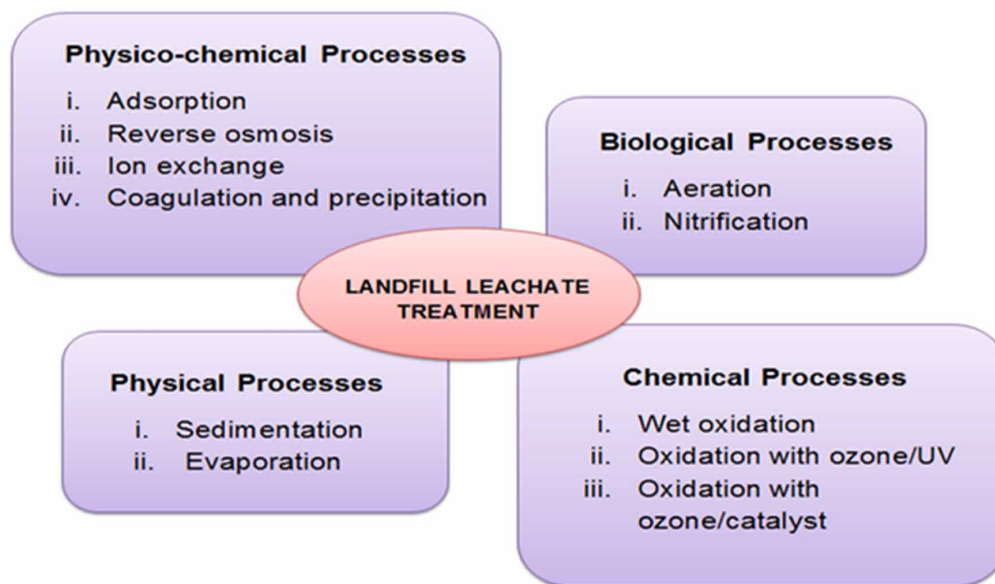 Physico-chemical Processes
i. Adsorption
ii. Reverse osmosis
iii. Ion exchange
iv. Coagulation and precipitation
Biological Processes
i. Aeration
ii. Nitrification
LANDFILL LEACHATE
TREATMENT
Physical Processes
i. Sedimentation
ii. Evaporation
Chemical Processes
i. Wet oxidation
ii. Oxidation with ozone/UV
iii. Oxidation with
ozone/catalyst